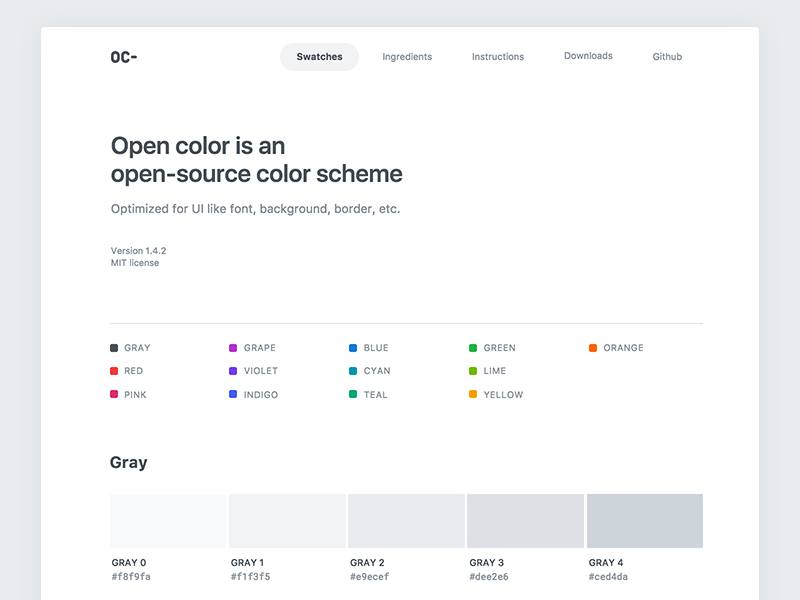 OC-
Swatches
Ingredients
Instructions
Downloads
Github
Open color is an
open-source color scheme
Optimized for UI like font, background, border, etc.
Version 1.4.2
MIT license
GRAY
GRAPE
BLUE
GREEN
ORANGE
RED
VIOLET
CYAN
LIME
PINK
INDIGO
TEAL
YELLOW
Gray
GRAY 0
GRAY 1
GRAY 2
GRAY 3
GRAY 4
#f8f9fa
#f1f3f5
#e9ecef
#dee2e6
#ced4da